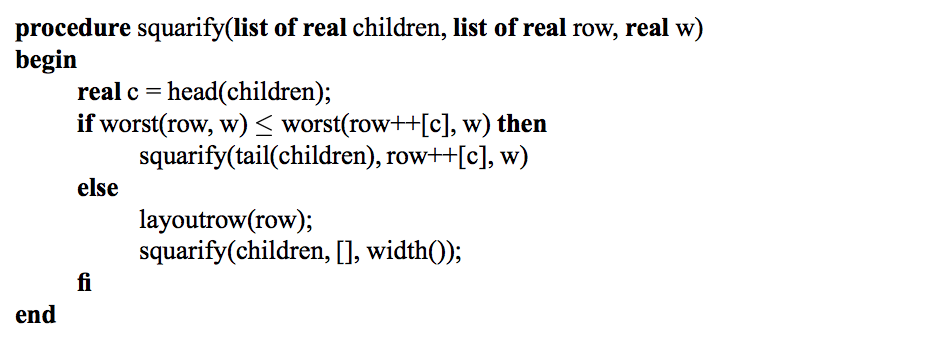 procedure squarify(list of real children, list of real row, real w)
begin
real c = head(children);
if worst(row, w) ≤ worst(row++[c], w) then
squarify(tail(children), row++[c], w)
else
layoutrow(row);
squarify(children, [], width());
fi
end